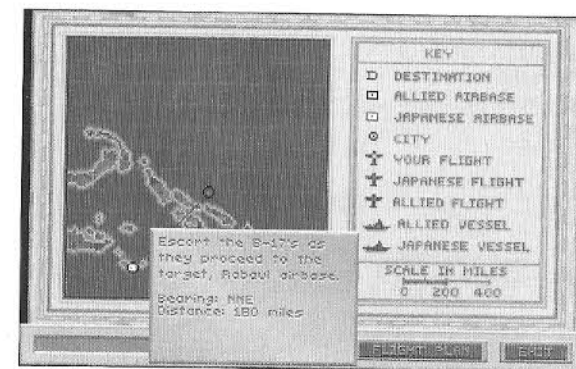 KEY
DESTINATION
ALLIED AIRBASE
JAPANESE AIRBASE
CITY
YOUR FLIGHT
JAPANESE FLIGHT
ALLIED FLIGHT
ALLIED VESSEL
JAPANESE VESSEL
SCALE IN MILES
0 200 400
Escort the B-17's as
they proceed to the
target, Rabaul airbase.
Bearing: NNE
Distance: 180 miles
FLIGHT PLAN
EXIT